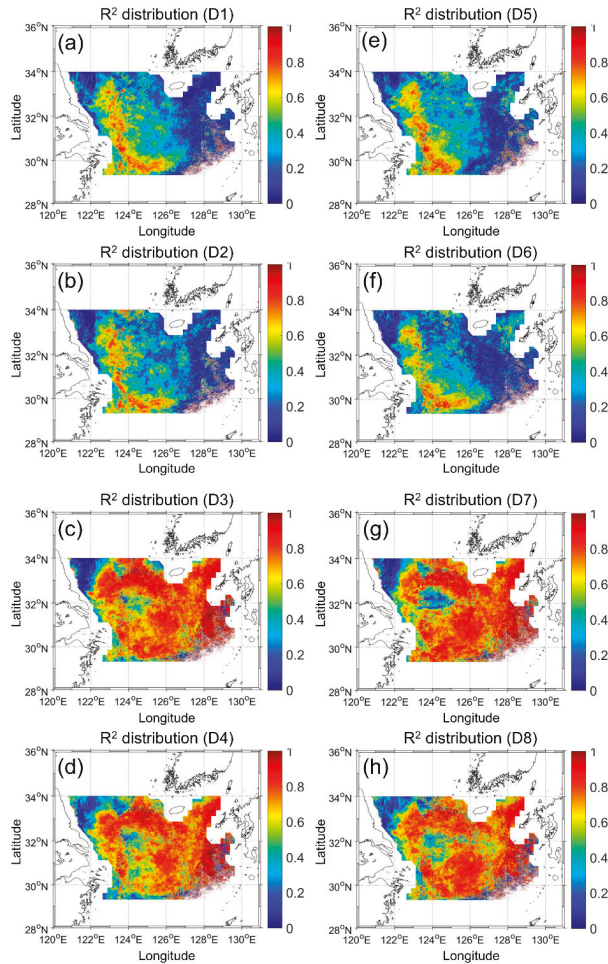 R² distribution (D1)
(a)
36°N
34°N
32°N
30°N
28°N
Latitude
120°E 122°E 124°E 126°E 128°E 130°E
Longitude
1
0.8
0.6
0.4
0.2
0
R² distribution (D5)
(e)
36°N
34°N
32°N
30°N
28°N
Latitude
120°E 122°E 124°E 126°E 128°E 130°E
Longitude
1
0.8
0.6
0.4
0.2
0
R² distribution (D2)
(b)
36°N
34°N
32°N
30°N
28°N
Latitude
120°E 122°E 124°E 126°E 128°E 130°E
Longitude
1
0.8
0.6
0.4
0.2
0
R² distribution (D6)
(f)
36°N
34°N
32°N
30°N
28°N
Latitude
120°E 122°E 124°E 126°E 128°E 130°E
Longitude
1
0.8
0.6
0.4
0.2
0
R² distribution (D3)
(c)
36°N
34°N
32°N
30°N
28°N
Latitude
120°E 122°E 124°E 126°E 128°E 130°E
Longitude
1
0.8
0.6
0.4
0.2
0
R² distribution (D7)
(g)
36°N
34°N
32°N
30°N
28°N
Latitude
120°E 122°E 124°E 126°E 128°E 130°E
Longitude
1
0.8
0.6
0.4
0.2
0
R² distribution (D4)
(d)
36°N
34°N
32°N
30°N
28°N
Latitude
120°E 122°E 124°E 126°E 128°E 130°E
Longitude
1
0.8
0.6
0.4
0.2
0
R² distribution (D8)
(h)
36°N
34°N
32°N
30°N
28°N
Latitude
120°E 122°E 124°E 126°E 128°E 130°E
Longitude
1
0.8
0.6
0.4
0.2
0